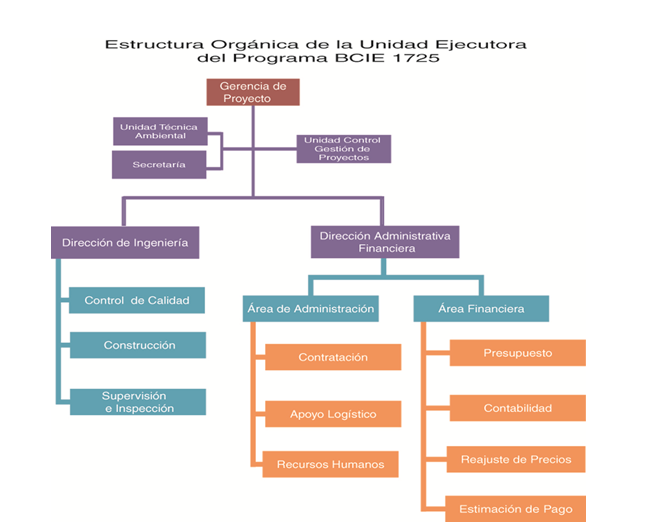 Estructura Orgánica de la Unidad Ejecutora
del Programa BCIE 1725
Gerencia de
Proyecto
Unidad Técnica
Ambiental
Unidad Control
Gestión de
Proyectos
Secretaría
Dirección de Ingeniería
Dirección Administrativa
Financiera
Control de Calidad
Construcción
Supervisión
e Inspección
Área de Administración
Área Financiera
Contratación
Apoyo Logístico
Recursos Humanos
Presupuesto
Contabilidad
Reajuste de Precios
Estimación de Pago